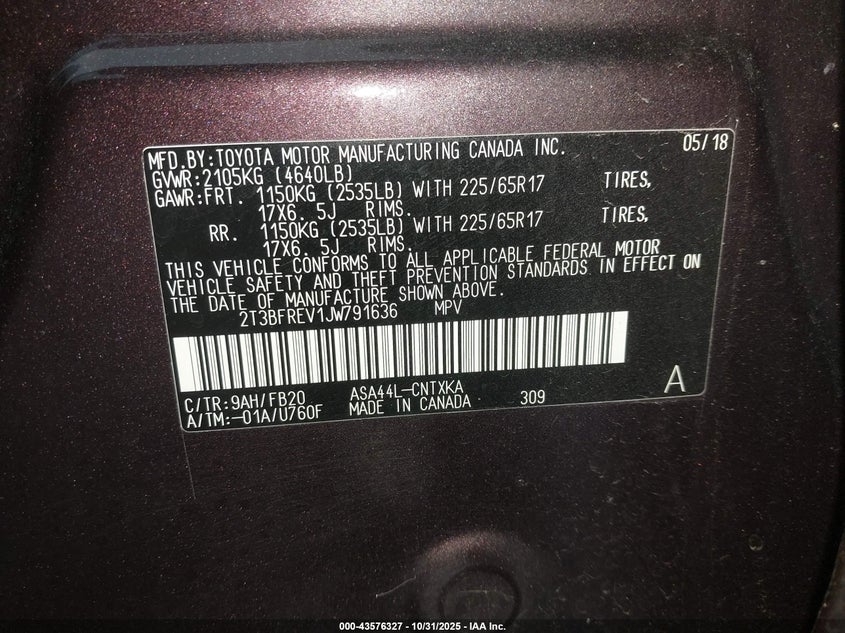 MFD.BY:TOYOTA MOTOR MANUFACTURING CANADA INC. 05/18
GVWR:2105KG (4640LB)
GAWR:FRT. 1150KG (2535LB) WITH 225/65R17 TIRES,
17X6. 5J RIMS.
RR. 1150KG (2535LB) WITH 225/65R17 TIRES,
17X6. 5J RIMS.
THIS VEHICLE CONFORMS TO ALL APPLICABLE FEDERAL MOTOR
VEHICLE SAFETY AND THEFT PREVENTION STANDARDS IN EFFECT ON
THE DATE OF MANUFACTURE SHOWN ABOVE.
2T3BFREV1JW791636 MPV
C/TR:9AH/FB20 ASA44L-CNTXKA A
A/TM:-01A/U760F MADE IN CANADA 309
000-43576327 - 10/31/2025 - IAA Inc.